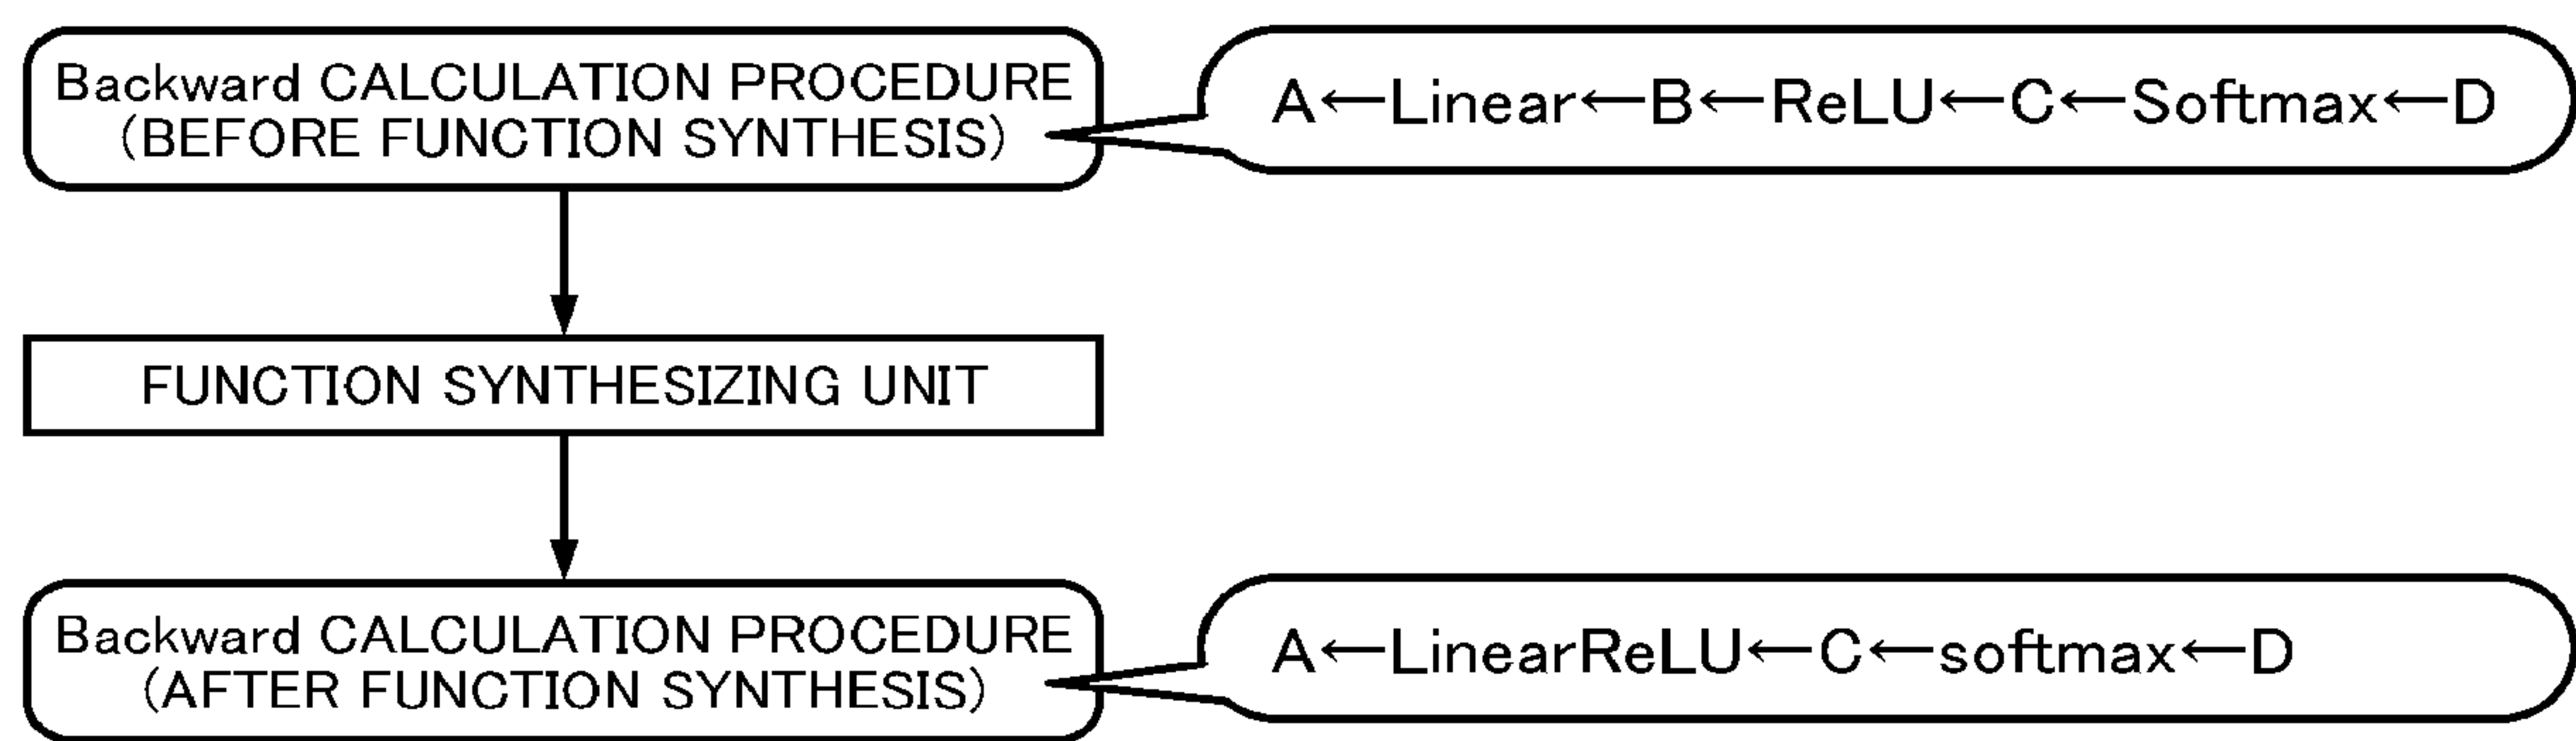 Backward CALCULATION PROCEDURE
(BEFORE FUNCTION SYNTHESIS)
A←Linear←B←ReLU←C←Softmax←D
FUNCTION SYNTHESIZING UNIT
Backward CALCULATION PROCEDURE
(AFTER FUNCTION SYNTHESIS)
A←LinearReLU←C←softmax←D